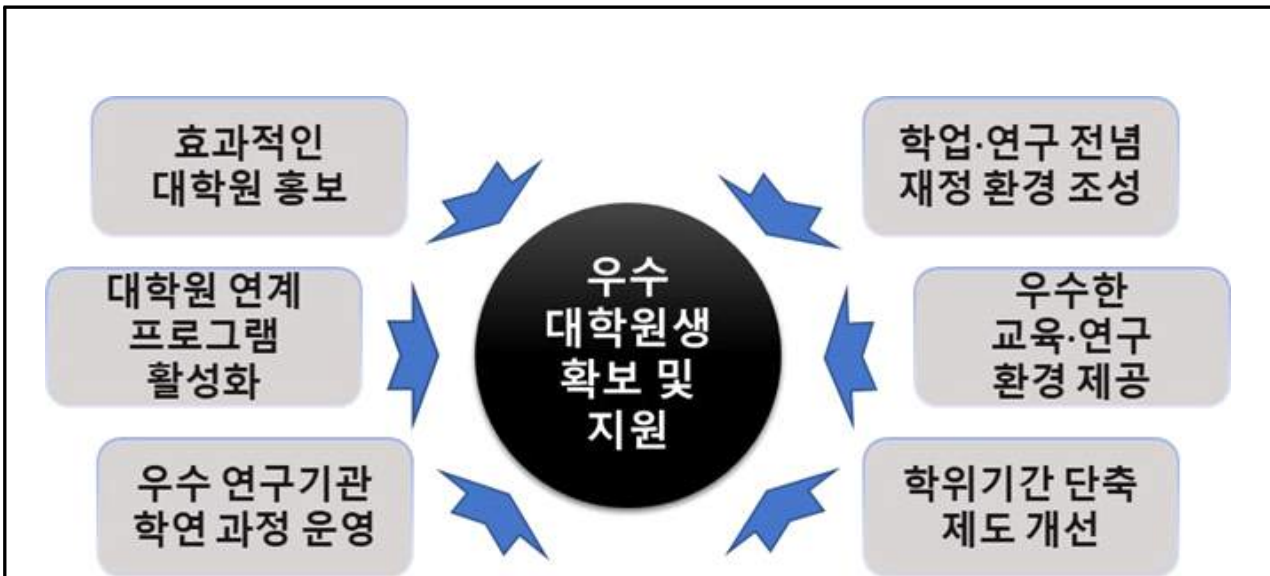 효과적인
대학원 홍보
대학원 연계
프로그램
활성화
우수 연구기관
학연 과정 운영
우수
대학원생
확보 및
지원
학업·연구 전념
재정 환경 조성
우수한
교육·연구
환경 제공
학위기간 단축
제도 개선